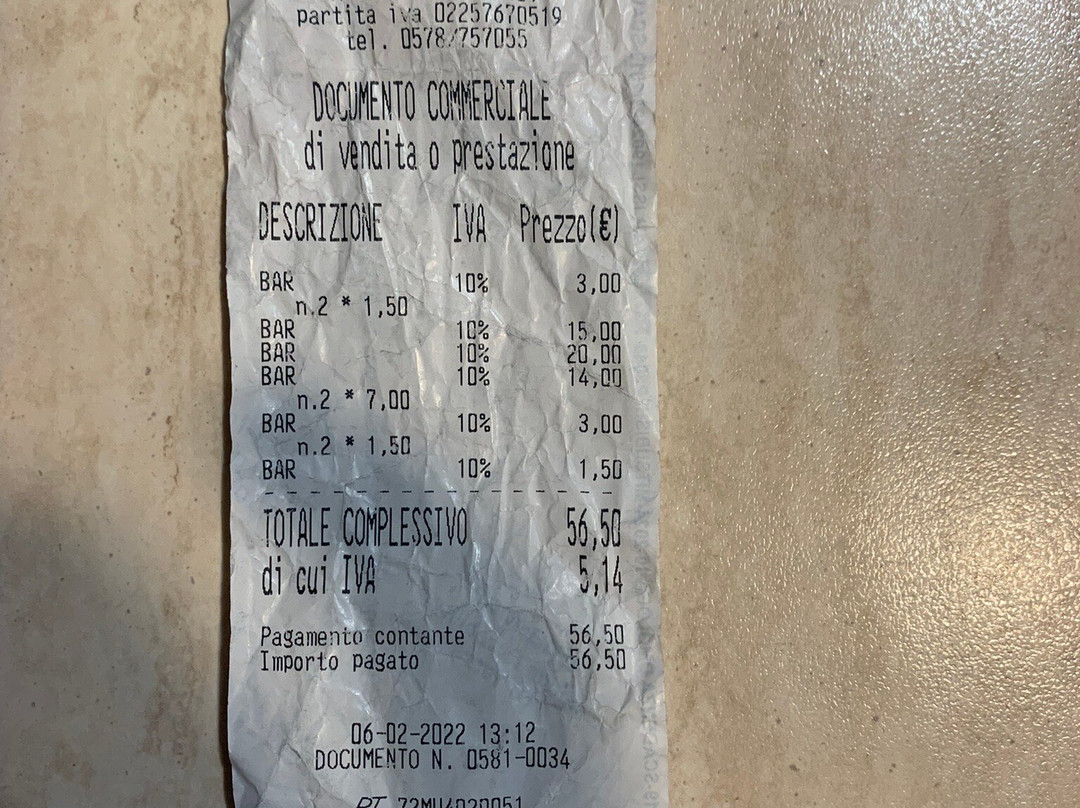 partita iva 02257670519
tel. 0578/757055
DOCUMENTO COMMERCIALE
di vendita o prestazione
DESCRIZIONE IVA Prezzo(€)
BAR 10% 3,00
n.2 * 1,50
BAR 10% 15,00
BAR 10% 20,00
BAR 10% 14,00
n.2 * 7,00
BAR 10% 3,00
n.2 * 1,50
BAR 10% 1,50
TOTALE COMPLESSIVO 56,50
di cui IVA 5,14
Pagamento contante 56,50
Importo pagato 56,50
06-02-2022 13:12
DOCUMENTO N. 0581-0034
RT